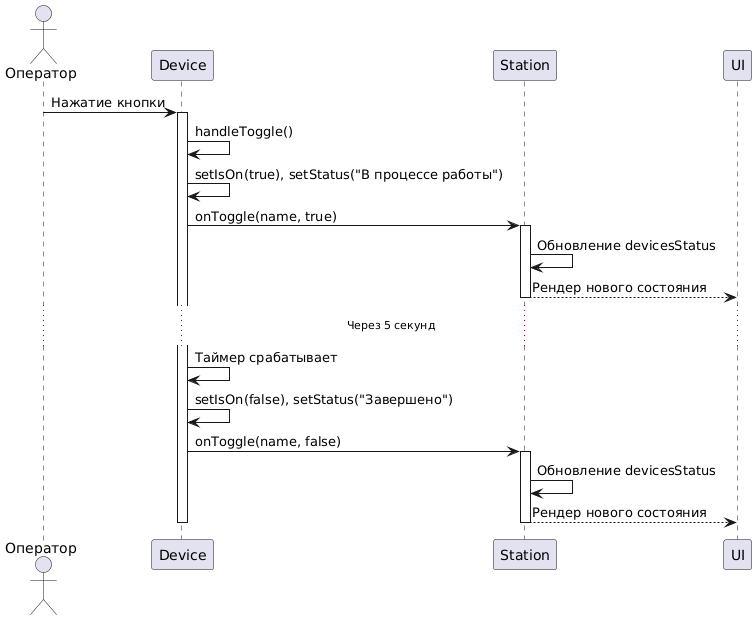 Оператор
Device
Station
UI
Нажатие кнопки
handleToggle()
setIsOn(true), setStatus("В процессе работы")
onToggle(name, true)
Обновление devicesStatus
Рендер нового состояния
Через 5 секунд
Таймер срабатывает
setIsOn(false), setStatus("Завершено")
onToggle(name, false)
Обновление devicesStatus
Рендер нового состояния
Оператор
Device
Station
UI